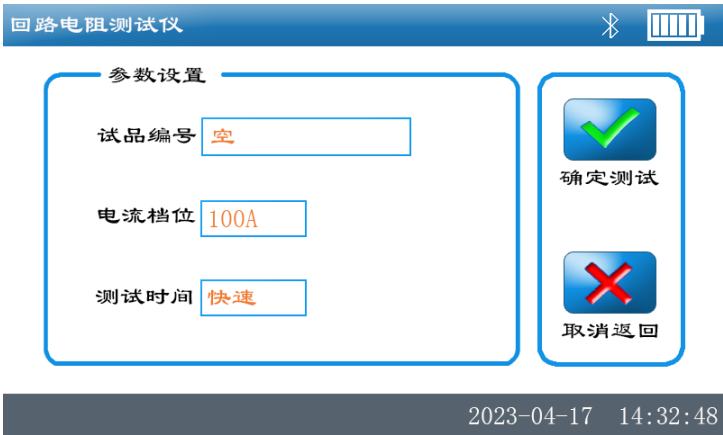 回路电阻测试仪
参数设置
试品编号 空
电流档位 100A
测试时间 快速
确定测试
取消返回
2023-04-17 14:32:48